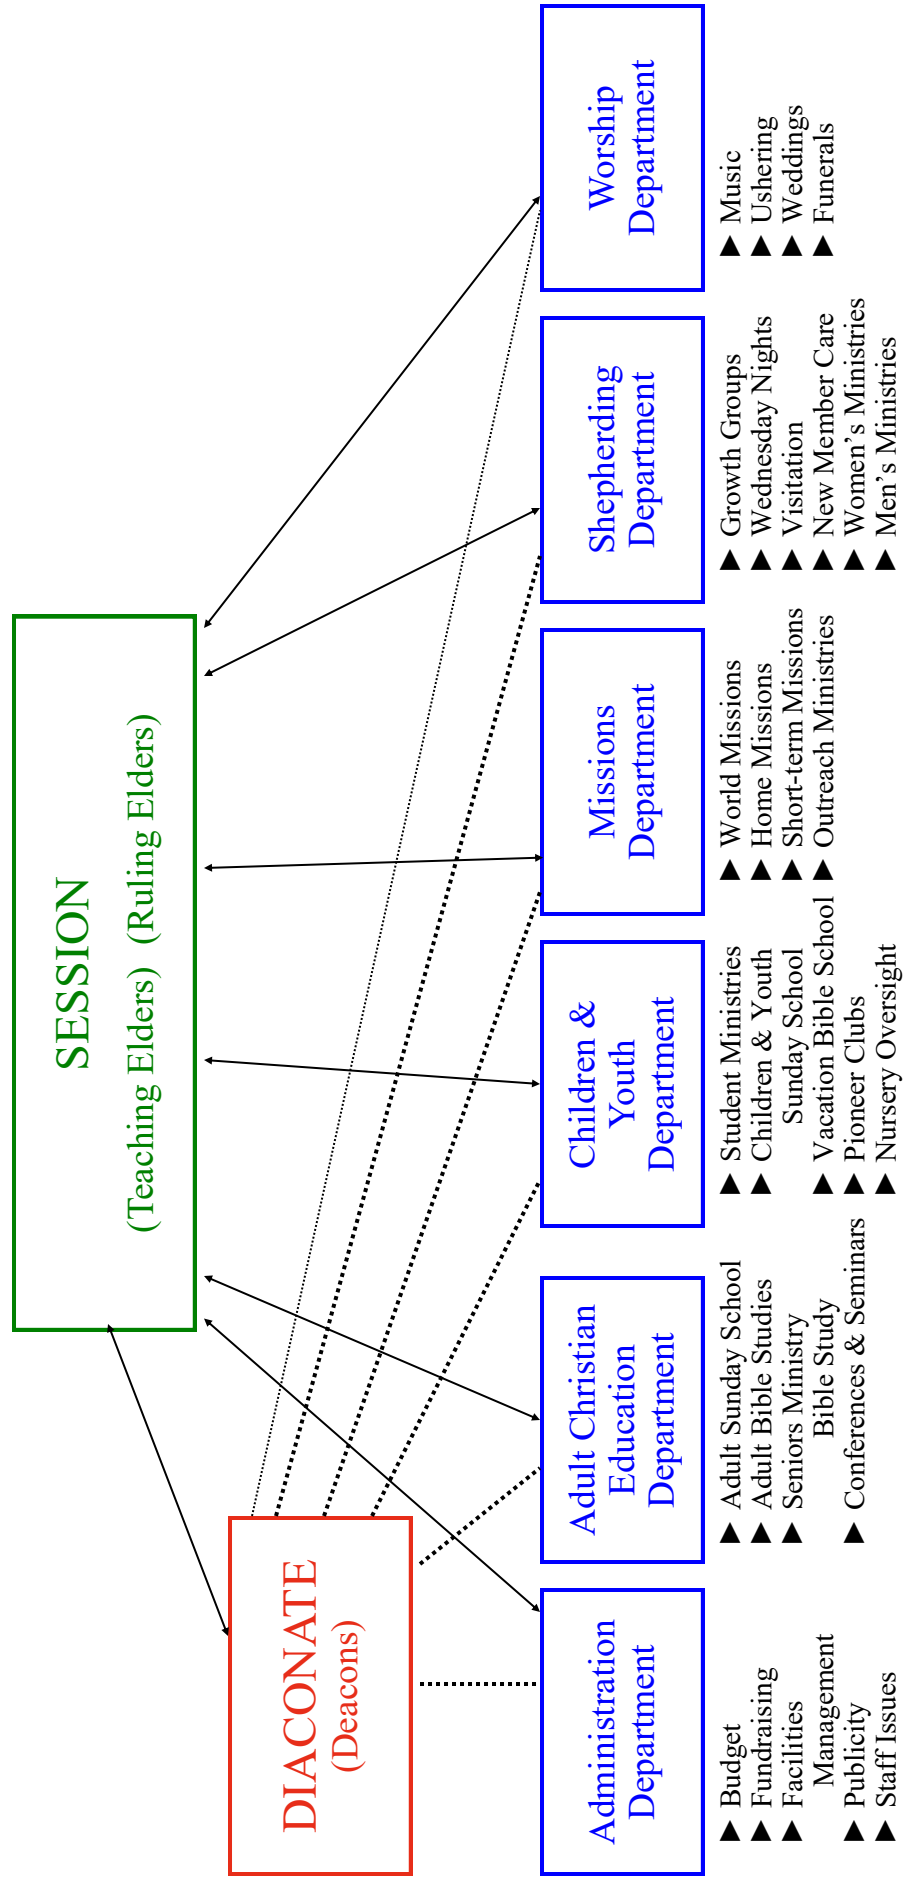 SESSION
(Teaching Elders)   (Ruling Elders)
DIACONATE
(Deacons)
Administration
Department
Adult Christian
Education
Department
Children &
Youth
Department
Missions
Department
Shepherding
Department
Worship
Department
▶ Budget
▶ Fundraising
▶ Facilities
Management
▶ Publicity
▶ Staff Issues
▶ Adult Sunday School
▶ Adult Bible Studies
▶ Seniors Ministry
Bible Study
▶ Conferences & Seminars
▶ Student Ministries
▶ Children & Youth
Sunday School
▶ Vacation Bible School
▶ Pioneer Clubs
▶ Nursery Oversight
▶ World Missions
▶ Home Missions
▶ Short-term Missions
▶ Outreach Ministries
▶ Growth Groups
▶ Wednesday Nights
▶ Visitation
▶ New Member Care
▶ Women’s Ministries
▶ Men’s Ministries
▶ Music
▶ Ushering
▶ Weddings
▶ Funerals